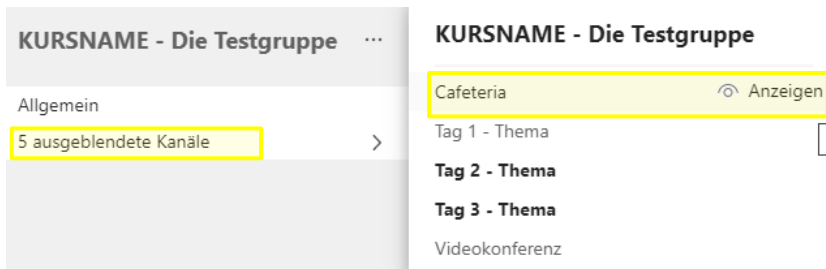 KURSNAME - Die Testgruppe ...
Allgemein
5 ausgeblendete Kanäle
KURSNAME - Die Testgruppe
Cafeteria Anzeigen
Tag 1 - Thema
Tag 2 - Thema
Tag 3 - Thema
Videokonferenz